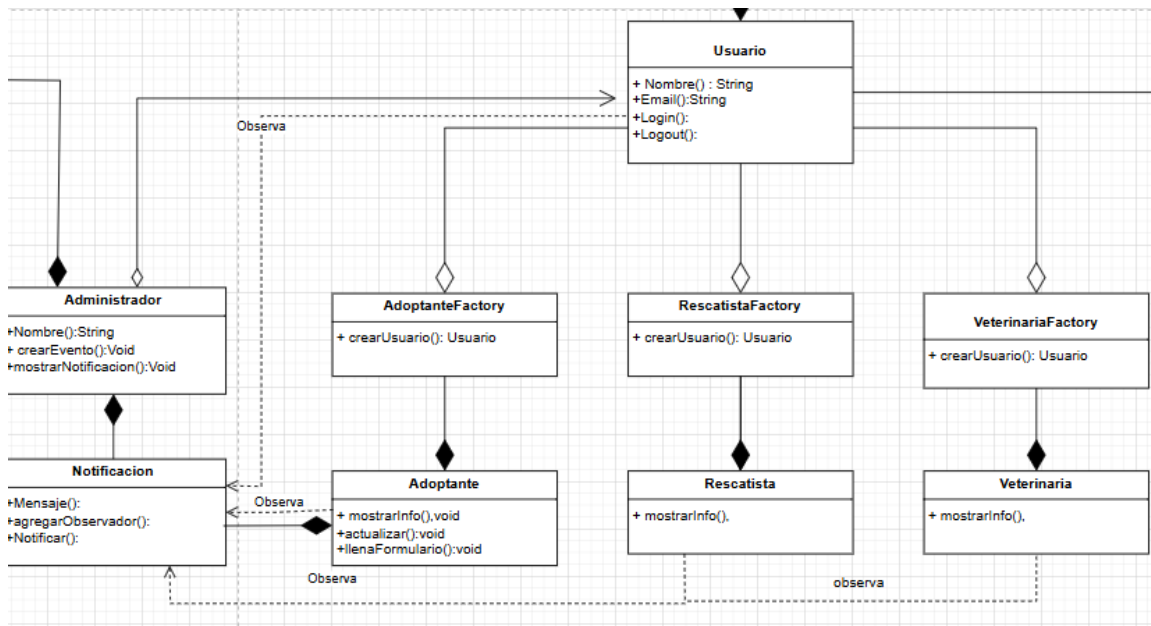 Usuario
+ Nombre() : String
+Email():String
+Login():
+Logout():
Observa
Administrador
+Nombre():String
+ crearEvento():Void
+mostrarNotificacion():Void
AdoptanteFactory
+ crearUsuario(): Usuario
RescatistaFactory
+ crearUsuario(): Usuario
VeterinariaFactory
+ crearUsuario(): Usuario
Notificacion
+Mensaje():
+agregarObservador():
+Notificar():
Observa
Adoptante
+ mostrarInfo(),void
+actualizar():void
+llenaFormulario():void
Rescatista
+ mostrarInfo(),
Veterinaria
+ mostrarInfo(),
Observa
observa